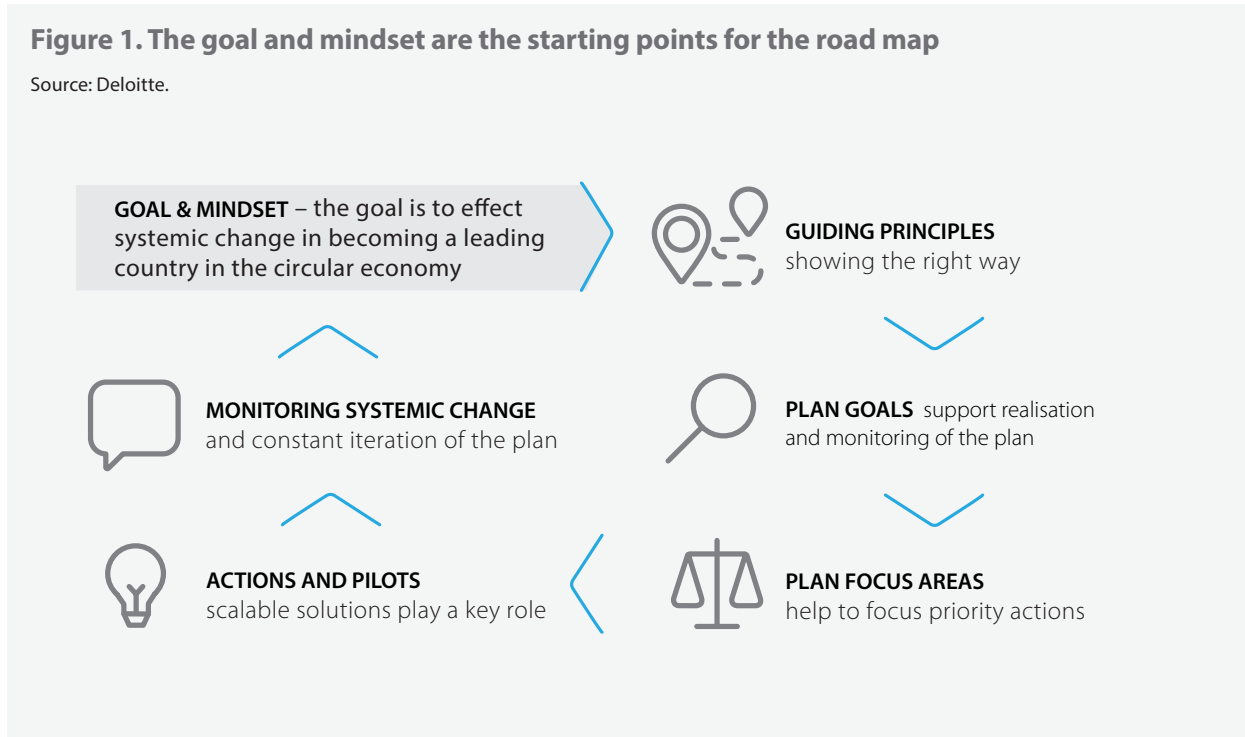 Figure 1. The goal and mindset are the starting points for the road map
Source: Deloitte.
GOAL & MINDSET – the goal is to effect
systemic change in becoming a leading
country in the circular economy
GUIDING PRINCIPLES
showing the right way
MONITORING SYSTEMIC CHANGE
and constant iteration of the plan
PLAN GOALS support realisation
and monitoring of the plan
ACTIONS AND PILOTS
scalable solutions play a key role
PLAN FOCUS AREAS
help to focus priority actions